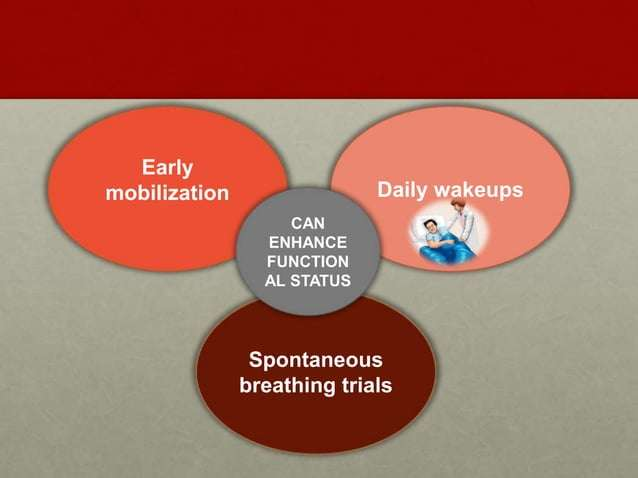 Early
mobilization
Daily wakeups
CAN
ENHANCE
FUNCTION
AL STATUS
Spontaneous
breathing trials